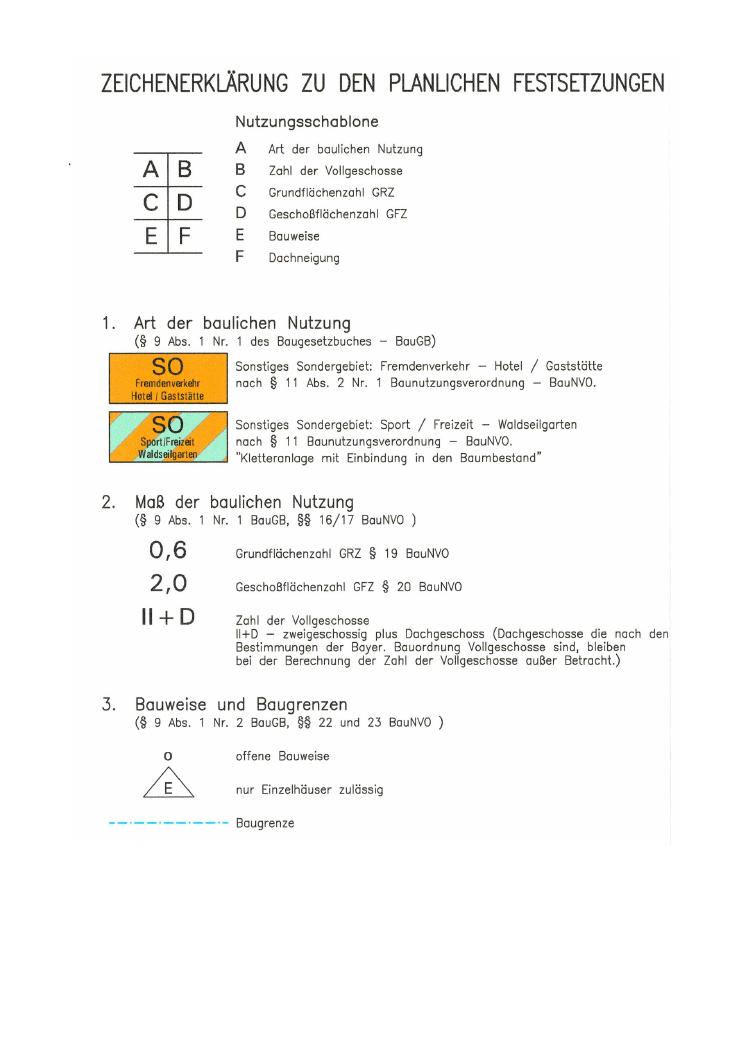 ZEICHENERKLÄRUNG ZU DEN PLANLICHEN FESTSETZUNGEN
Nutzungsschablone
A B
C D
E F
A Art der baulichen Nutzung
B Zahl der Vollgeschosse
C Grundflächenzahl GRZ
D Geschoßflächenzahl GFZ
E Bauweise
F Dachneigung
1. Art der baulichen Nutzung
(§ 9 Abs. 1 Nr. 1 des Baugesetzbuches – BauGB)
SO
Fremdenverkehr
Hotel / Gaststätte
Sonstiges Sondergebiet: Fremdenverkehr – Hotel / Gaststätte
nach § 11 Abs. 2 Nr. 1 Baunutzungsverordnung – BauNVO.
SO
Sport/Freizeit
Waldseilgarten
Sonstiges Sondergebiet: Sport / Freizeit – Waldseilgarten
nach § 11 Baunutzungsverordnung – BauNVO.
"Kletteranlage mit Einbindung in den Baumbestand"
2. Maß der baulichen Nutzung
(§ 9 Abs. 1 Nr. 1 BauGB, §§ 16/17 BauNVO )
0,6 Grundflächenzahl GRZ § 19 BauNVO
2,0 Geschoßflächenzahl GFZ § 20 BauNVO
II + D Zahl der Vollgeschosse
II+D – zweigeschossig plus Dachgeschoss (Dachgeschosse die nach den
Bestimmungen der Bayer. Bauordnung Vollgeschosse sind, bleiben
bei der Berechnung der Zahl der Vollgeschosse außer Betracht.)
3. Bauweise und Baugrenzen
(§ 9 Abs. 1 Nr. 2 BauGB, §§ 22 und 23 BauNVO )
o offene Bauweise
E nur Einzelhäuser zulässig
Baugrenze